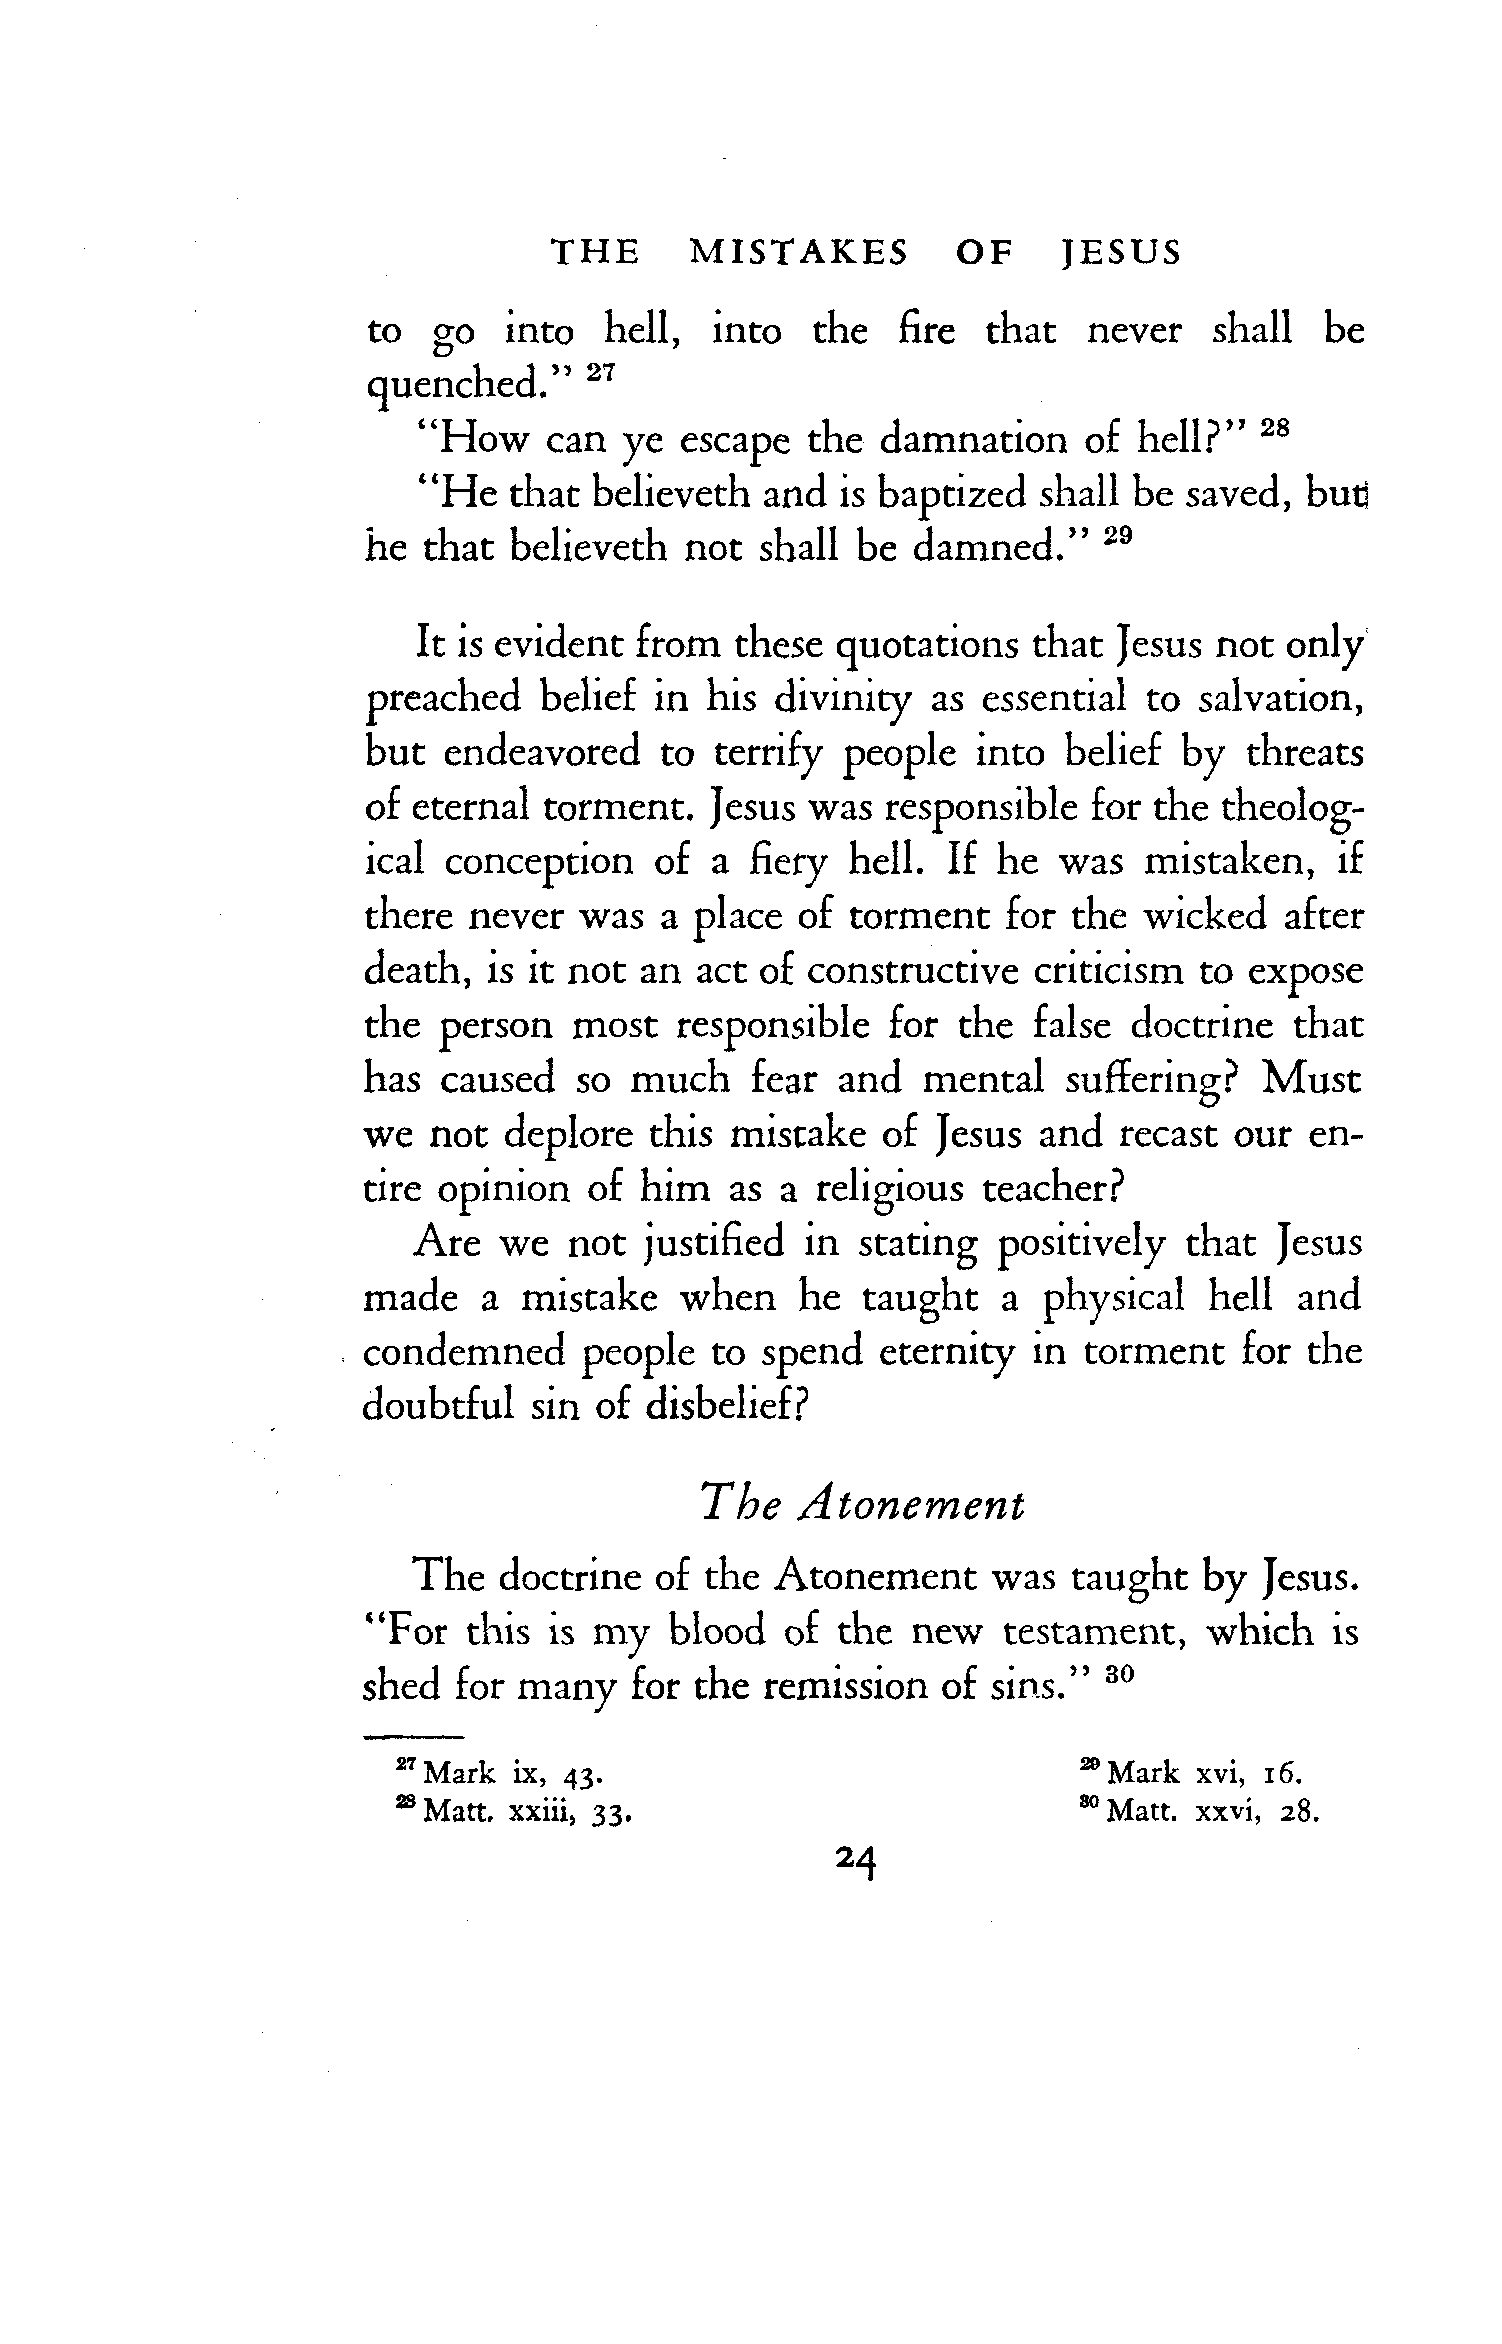 THE MISTAKES OF JESUS
to go into hell, into the fire that never shall be
quenched." 27
"How can ye escape the damnation of hell?" 28
"He that believeth and is baptized shall be saved, but
he that believeth not shall be damned." 29
It is evident from these quotations that Jesus not only
preached belief in his divinity as essential to salvation,
but endeavored to terrify people into belief by threats
of eternal torment. Jesus was responsible for the theolog-
ical conception of a fiery hell. If he was mistaken, if
there never was a place of torment for the wicked after
death, is it not an act of constructive criticism to expose
the person most responsible for the false doctrine that
has caused so much fear and mental suffering? Must
we not deplore this mistake of Jesus and recast our en-
tire opinion of him as a religious teacher?
Are we not justified in stating positively that Jesus
made a mistake when he taught a physical hell and
condemned people to spend eternity in torment for the
doubtful sin of disbelief?
The Atonement
The doctrine of the Atonement was taught by Jesus.
"For this is my blood of the new testament, which is
shed for many for the remission of sins." 30
27 Mark ix, 43.
28 Matt. xxiii, 33.
29 Mark xvi, 16.
30 Matt. xxvi, 28.
24